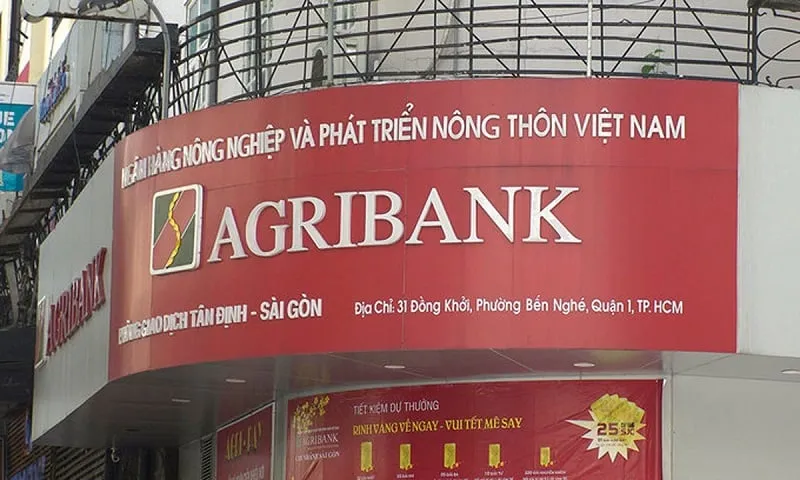 NGÂN HÀNG NÔNG NGHIỆP VÀ PHÁT TRIỂN NÔNG THÔN VIỆT NAM
AGRIBANK
AGRIBANK
PHÒNG GIAO DỊCH TÂN ĐỊNH - SÀI GÒN
Địa Chỉ: 31 Đồng Khởi, Phường Bến Nghé, Quận 1, TP. HCM
TIẾT KIỆM DỰ THƯỞNG
RINH VÀNG VỀ NGAY - VUI TẾT MÊ SAY
AGRIBANK
25